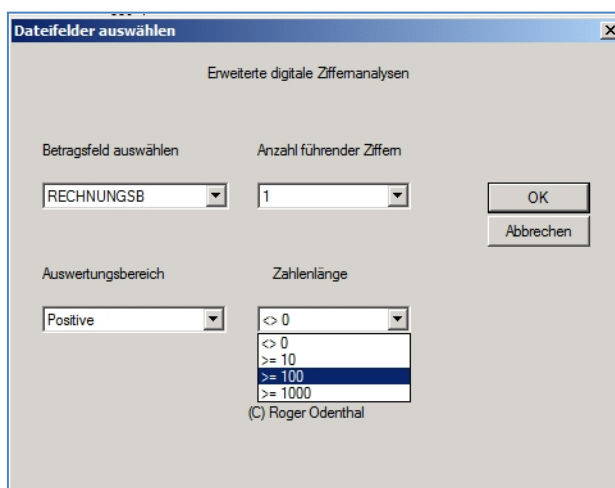 Dateifelder auswählen
Erweiterte digitale Ziffernanalysen
Betragsfeld auswählen
Anzahl führender Ziffern
RECHNUNGSB
1
OK
Abbrechen
Auswertungsbereich
Zahlenlänge
Positive
<> 0
<> 0
>= 10
>= 100
>= 1000
(C) Roger Odenthal